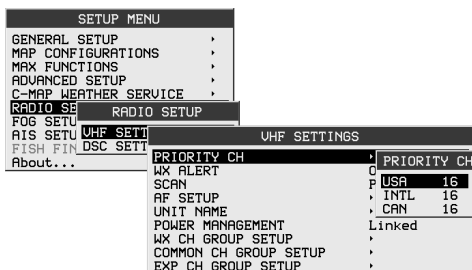 SETUP MENU
GENERAL SETUP
MAP CONFIGURATIONS
MAX FUNCTIONS
ADVANCED SETUP
C-MAP WEATHER SERVICE
RADIO SE
FOG SETU
AIS SETU
FISH FIN
About...
RADIO SETUP
VHF SETT
DSC SETT
VHF SETTINGS
PRIORITY CH
WX ALERT O
SCAN P
AF SETUP
UNIT NAME
POWER MANAGEMENT Linked
WX CH GROUP SETUP
COMMON CH GROUP SETUP
EXP CH GROUP SETUP
PRIORITY CH
USA 16
INTL 16
CAN 16